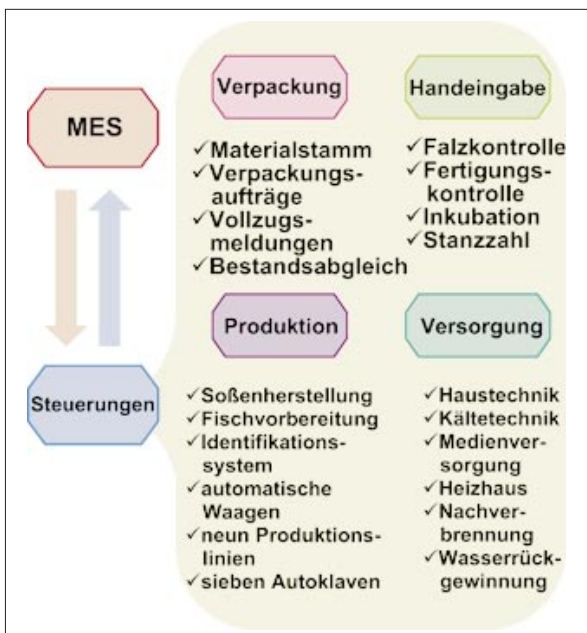 MES
Steuerungen
Verpackung
✓Materialstamm
✓Verpackungs-
aufträge
✓Vollzugs-
meldungen
✓Bestandsabgleich
Handeingabe
✓Falzkontrolle
✓Fertigungs-
kontrolle
✓Inkubation
✓Stanzzahl
Produktion
✓Soßenherstellung
✓Fischvorbereitung
✓Identifikations-
system
✓automatische
Waagen
✓neun Produktions-
linien
✓sieben Autoklaven
Versorgung
✓Haustechnik
✓Kältetechnik
✓Medienver-
sorgung
✓Heizhaus
✓Nachver-
brennung
✓Wasserrück-
gewinnung